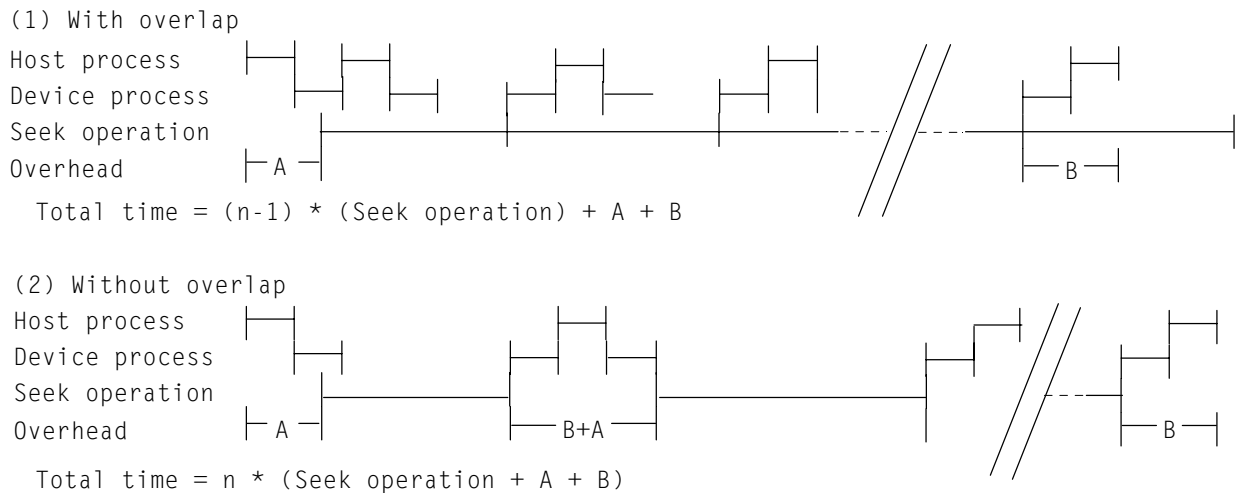 (1) With overlap
Host process
Device process
Seek operation
Overhead
A
B
Total time = (n-1) * (Seek operation) + A + B
(2) Without overlap
Host process
Device process
Seek operation
Overhead
A
B+A
B
Total time = n * (Seek operation + A + B)